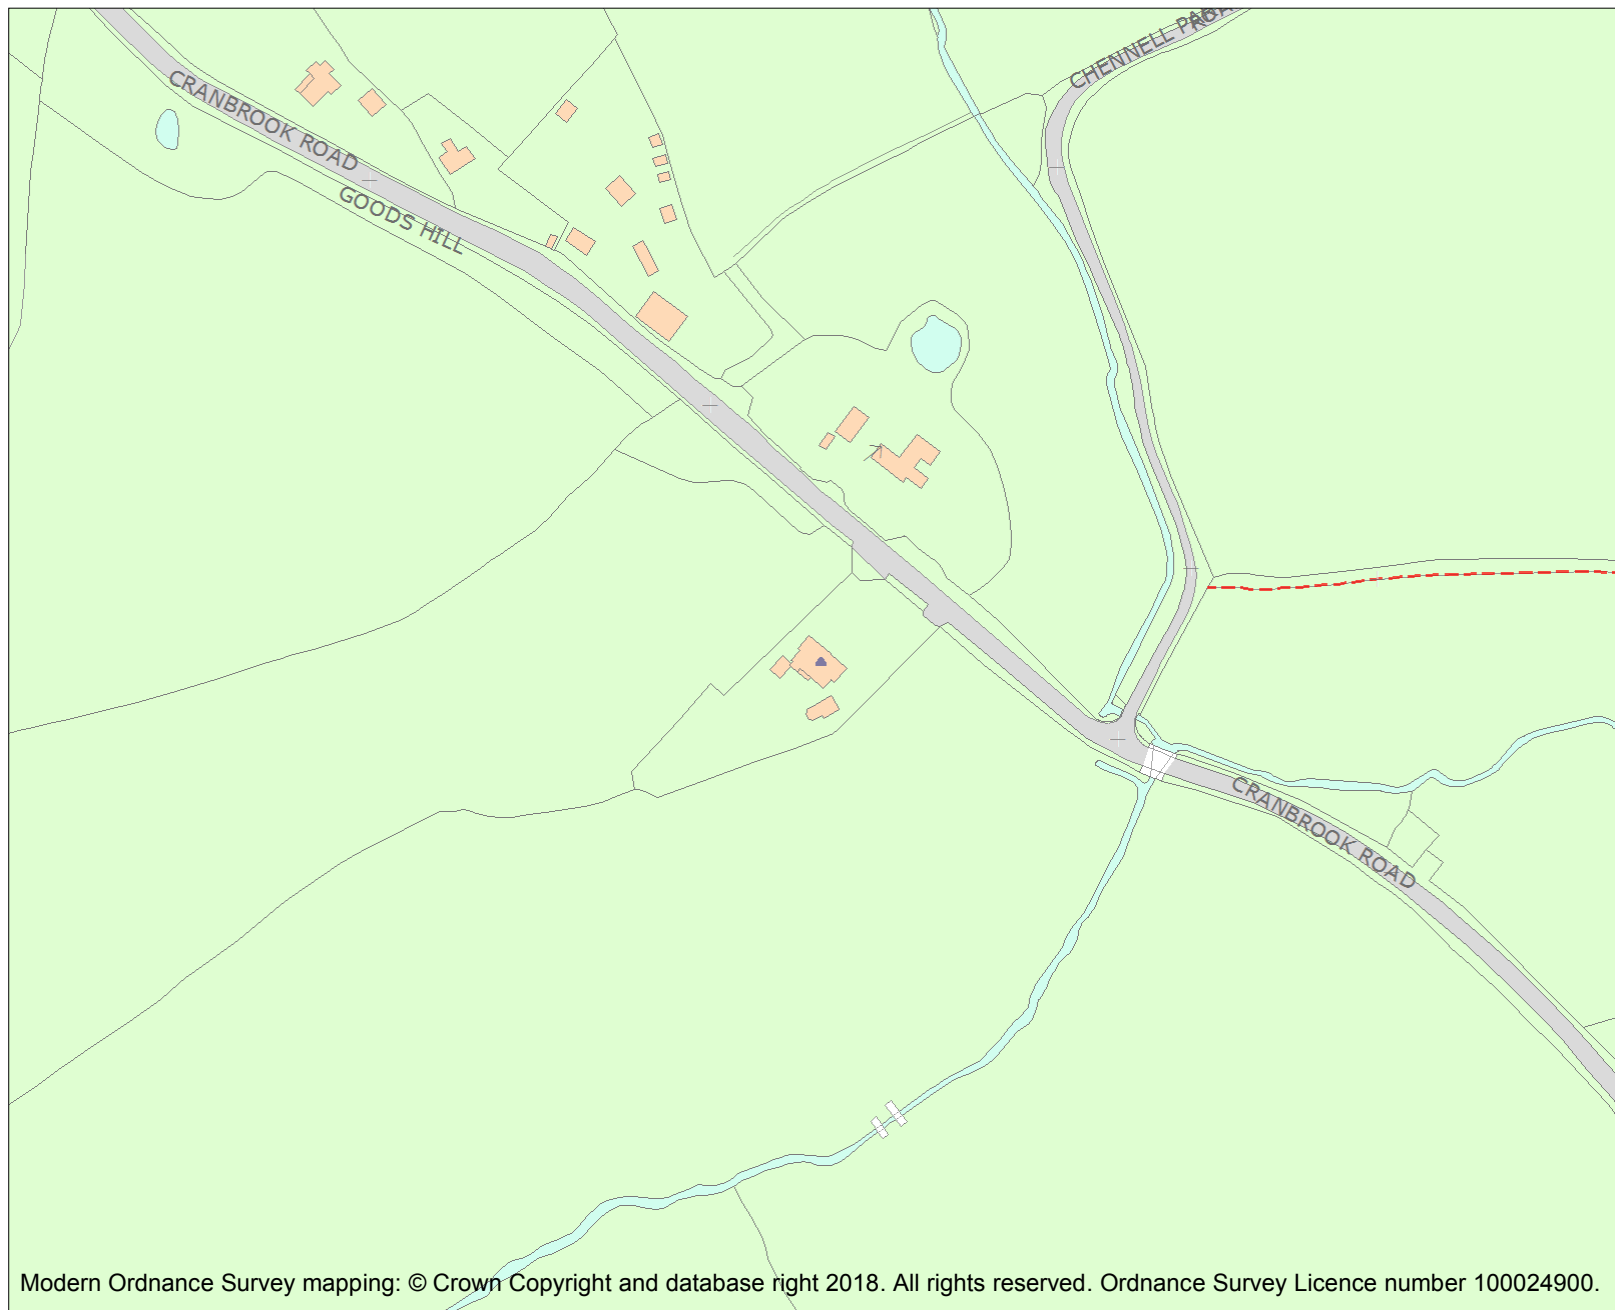 CHENNELL PARK ROAD
CRANBROOK ROAD
GOODS HILL
CRANBROOK ROAD
Modern Ordnance Survey mapping: © Crown Copyright and database right 2018. All rights reserved. Ordnance Survey Licence number 100024900.